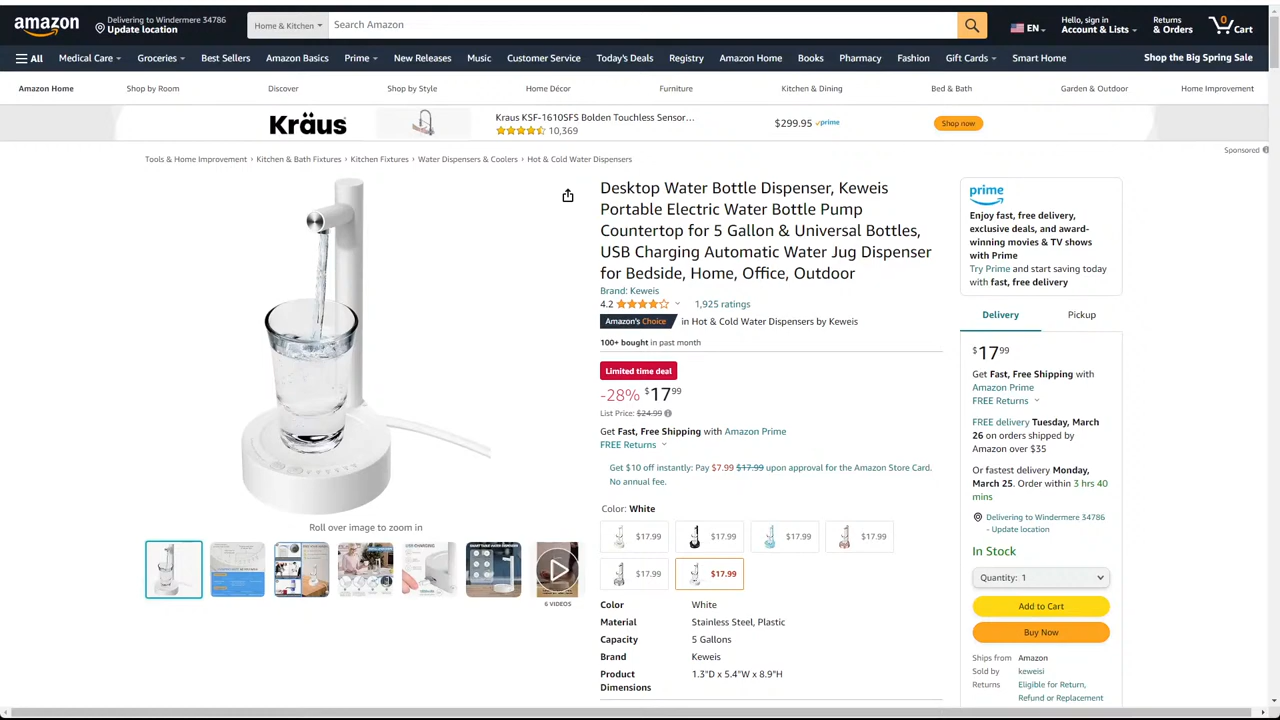 amazon
Delivering to Windermere 34786
Update location
Home & Kitchen
Search Amazon
EN
Hello, sign in
Account & Lists
Returns
& Orders
0
Cart
All
Medical Care
Groceries
Best Sellers
Amazon Basics
Prime
New Releases
Music
Customer Service
Today's Deals
Registry
Amazon Home
Books
Pharmacy
Fashion
Gift Cards
Smart Home
Shop the Big Spring Sale
Amazon Home
Shop by Room
Discover
Shop by Style
Home Décor
Furniture
Kitchen & Dining
Bed & Bath
Garden & Outdoor
Home Improvement
Kräus
Kraus KSF-1610SFS Bolden Touchless Sensor...
10,369
$299.95 prime
Shop now
Sponsored
Tools & Home Improvement › Kitchen & Bath Fixtures › Kitchen Fixtures › Water Dispensers & Coolers › Hot & Cold Water Dispensers
Roll over image to zoom in
6 VIDEOS
Desktop Water Bottle Dispenser, Keweis
Portable Electric Water Bottle Pump
Countertop for 5 Gallon & Universal Bottles,
USB Charging Automatic Water Jug Dispenser
for Bedside, Home, Office, Outdoor
Brand: Keweis
4.2 1,925 ratings
Amazon's Choice in Hot & Cold Water Dispensers by Keweis
100+ bought in past month
Limited time deal
-28% $17.99
List Price: $24.99
Get Fast, Free Shipping with Amazon Prime
FREE Returns
Get $10 off instantly: Pay $7.99 $17.99 upon approval for the Amazon Store Card.
No annual fee.
Color: White
$17.99
$17.99
$17.99
$17.99
$17.99
$17.99
Color White
Material Stainless Steel, Plastic
Capacity 5 Gallons
Brand Keweis
Product 1.3"D x 5.4"W x 8.9"H
Dimensions
prime
Enjoy fast, free delivery,
exclusive deals, and award-
winning movies & TV shows
with Prime
Try Prime and start saving today
with fast, free delivery
Delivery
Pickup
$17.99
Get Fast, Free Shipping with
Amazon Prime
FREE Returns
FREE delivery Tuesday, March
26 on orders shipped by
Amazon over $35
Or fastest delivery Monday,
March 25. Order within 3 hrs 40
mins
Delivering to Windermere 34786
- Update location
In Stock
Quantity: 1
Add to Cart
Buy Now
Ships from Amazon
Sold by keweisi
Returns Eligible for Return,
Refund or Replacement